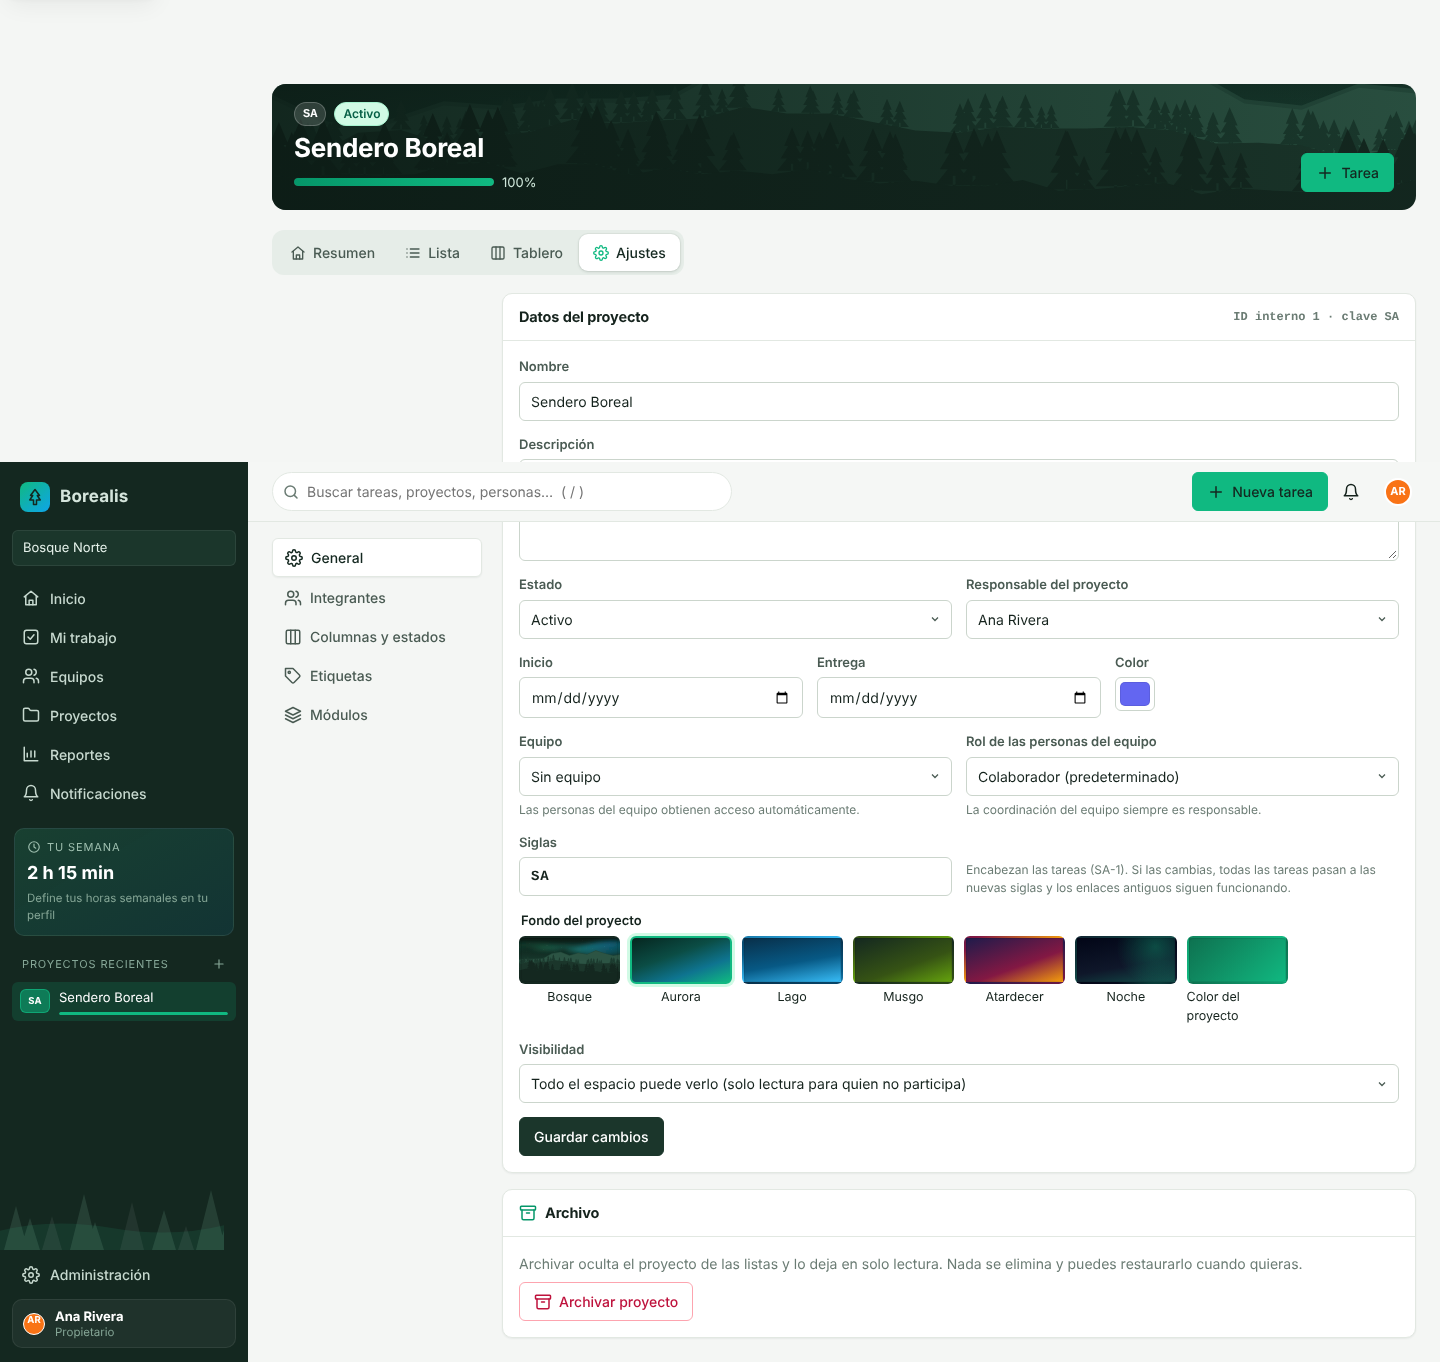 SA
Activo
Sendero Boreal
100%
Tarea
Resumen
Lista
Tablero
Ajustes
Datos del proyecto
ID interno 1 · clave SA
Nombre
Sendero Boreal
Descripción
Borealis
Buscar tareas, proyectos, personas... ( / )
Nueva tarea
AR
Bosque Norte
Inicio
Mi trabajo
Equipos
Proyectos
Reportes
Notificaciones
TU SEMANA
2 h 15 min
Define tus horas semanales en tu
perfil
PROYECTOS RECIENTES
SA
Sendero Boreal
Administración
AR
Ana Rivera
Propietario
General
Integrantes
Columnas y estados
Etiquetas
Módulos
Estado
Responsable del proyecto
Activo
Ana Rivera
Inicio
Entrega
Color
mm/dd/yyyy
mm/dd/yyyy
Equipo
Rol de las personas del equipo
Sin equipo
Colaborador (predeterminado)
Las personas del equipo obtienen acceso automáticamente.
La coordinación del equipo siempre es responsable.
Siglas
SA
Encabezan las tareas (SA-1). Si las cambias, todas las tareas pasan a las
nuevas siglas y los enlaces antiguos siguen funcionando.
Fondo del proyecto
Bosque
Aurora
Lago
Musgo
Atardecer
Noche
Color del
proyecto
Visibilidad
Todo el espacio puede verlo (solo lectura para quien no participa)
Guardar cambios
Archivo
Archivar oculta el proyecto de las listas y lo deja en solo lectura. Nada se elimina y puedes restaurarlo cuando quieras.
Archivar proyecto